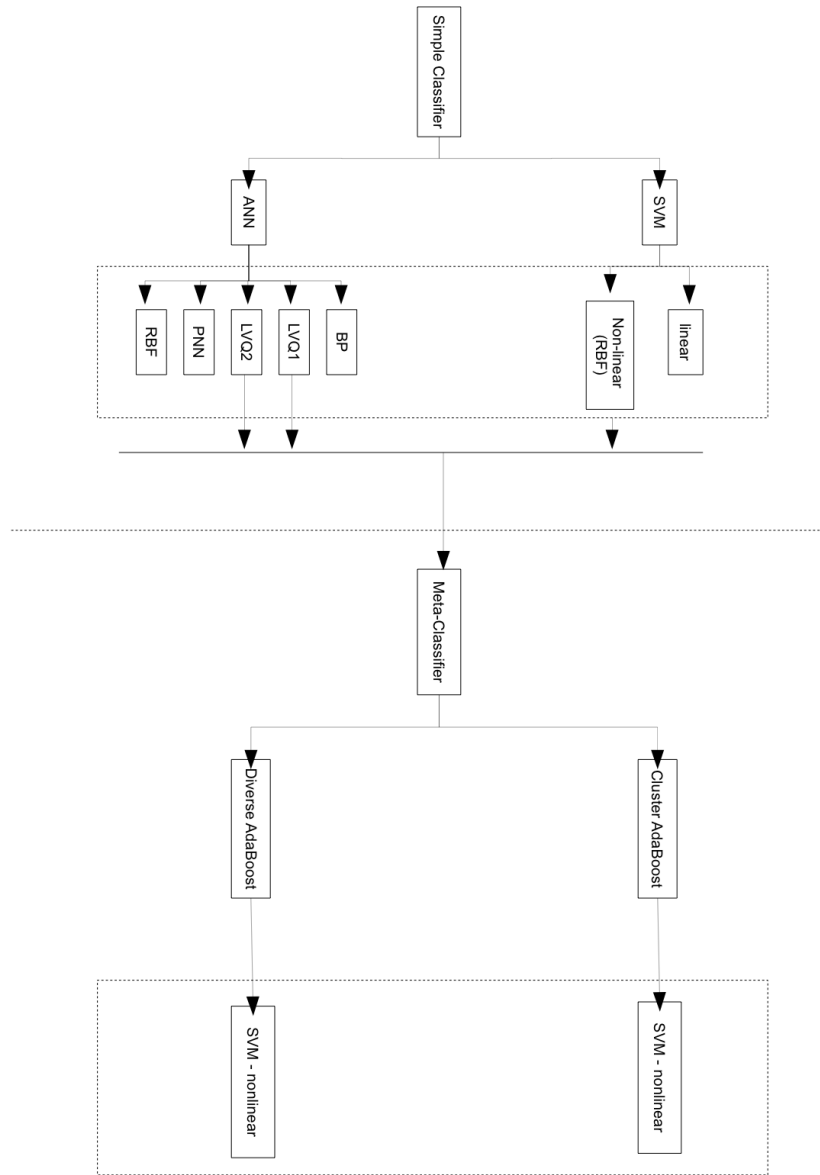 Simple Classifier
ANN
SVM
RBF
PNN
LVQ2
LVQ1
BP
Non-linear
(RBF)
linear
Meta-Classifier
Diverse AdaBoost
Cluster AdaBoost
SVM - nonlinear
SVM - nonlinear